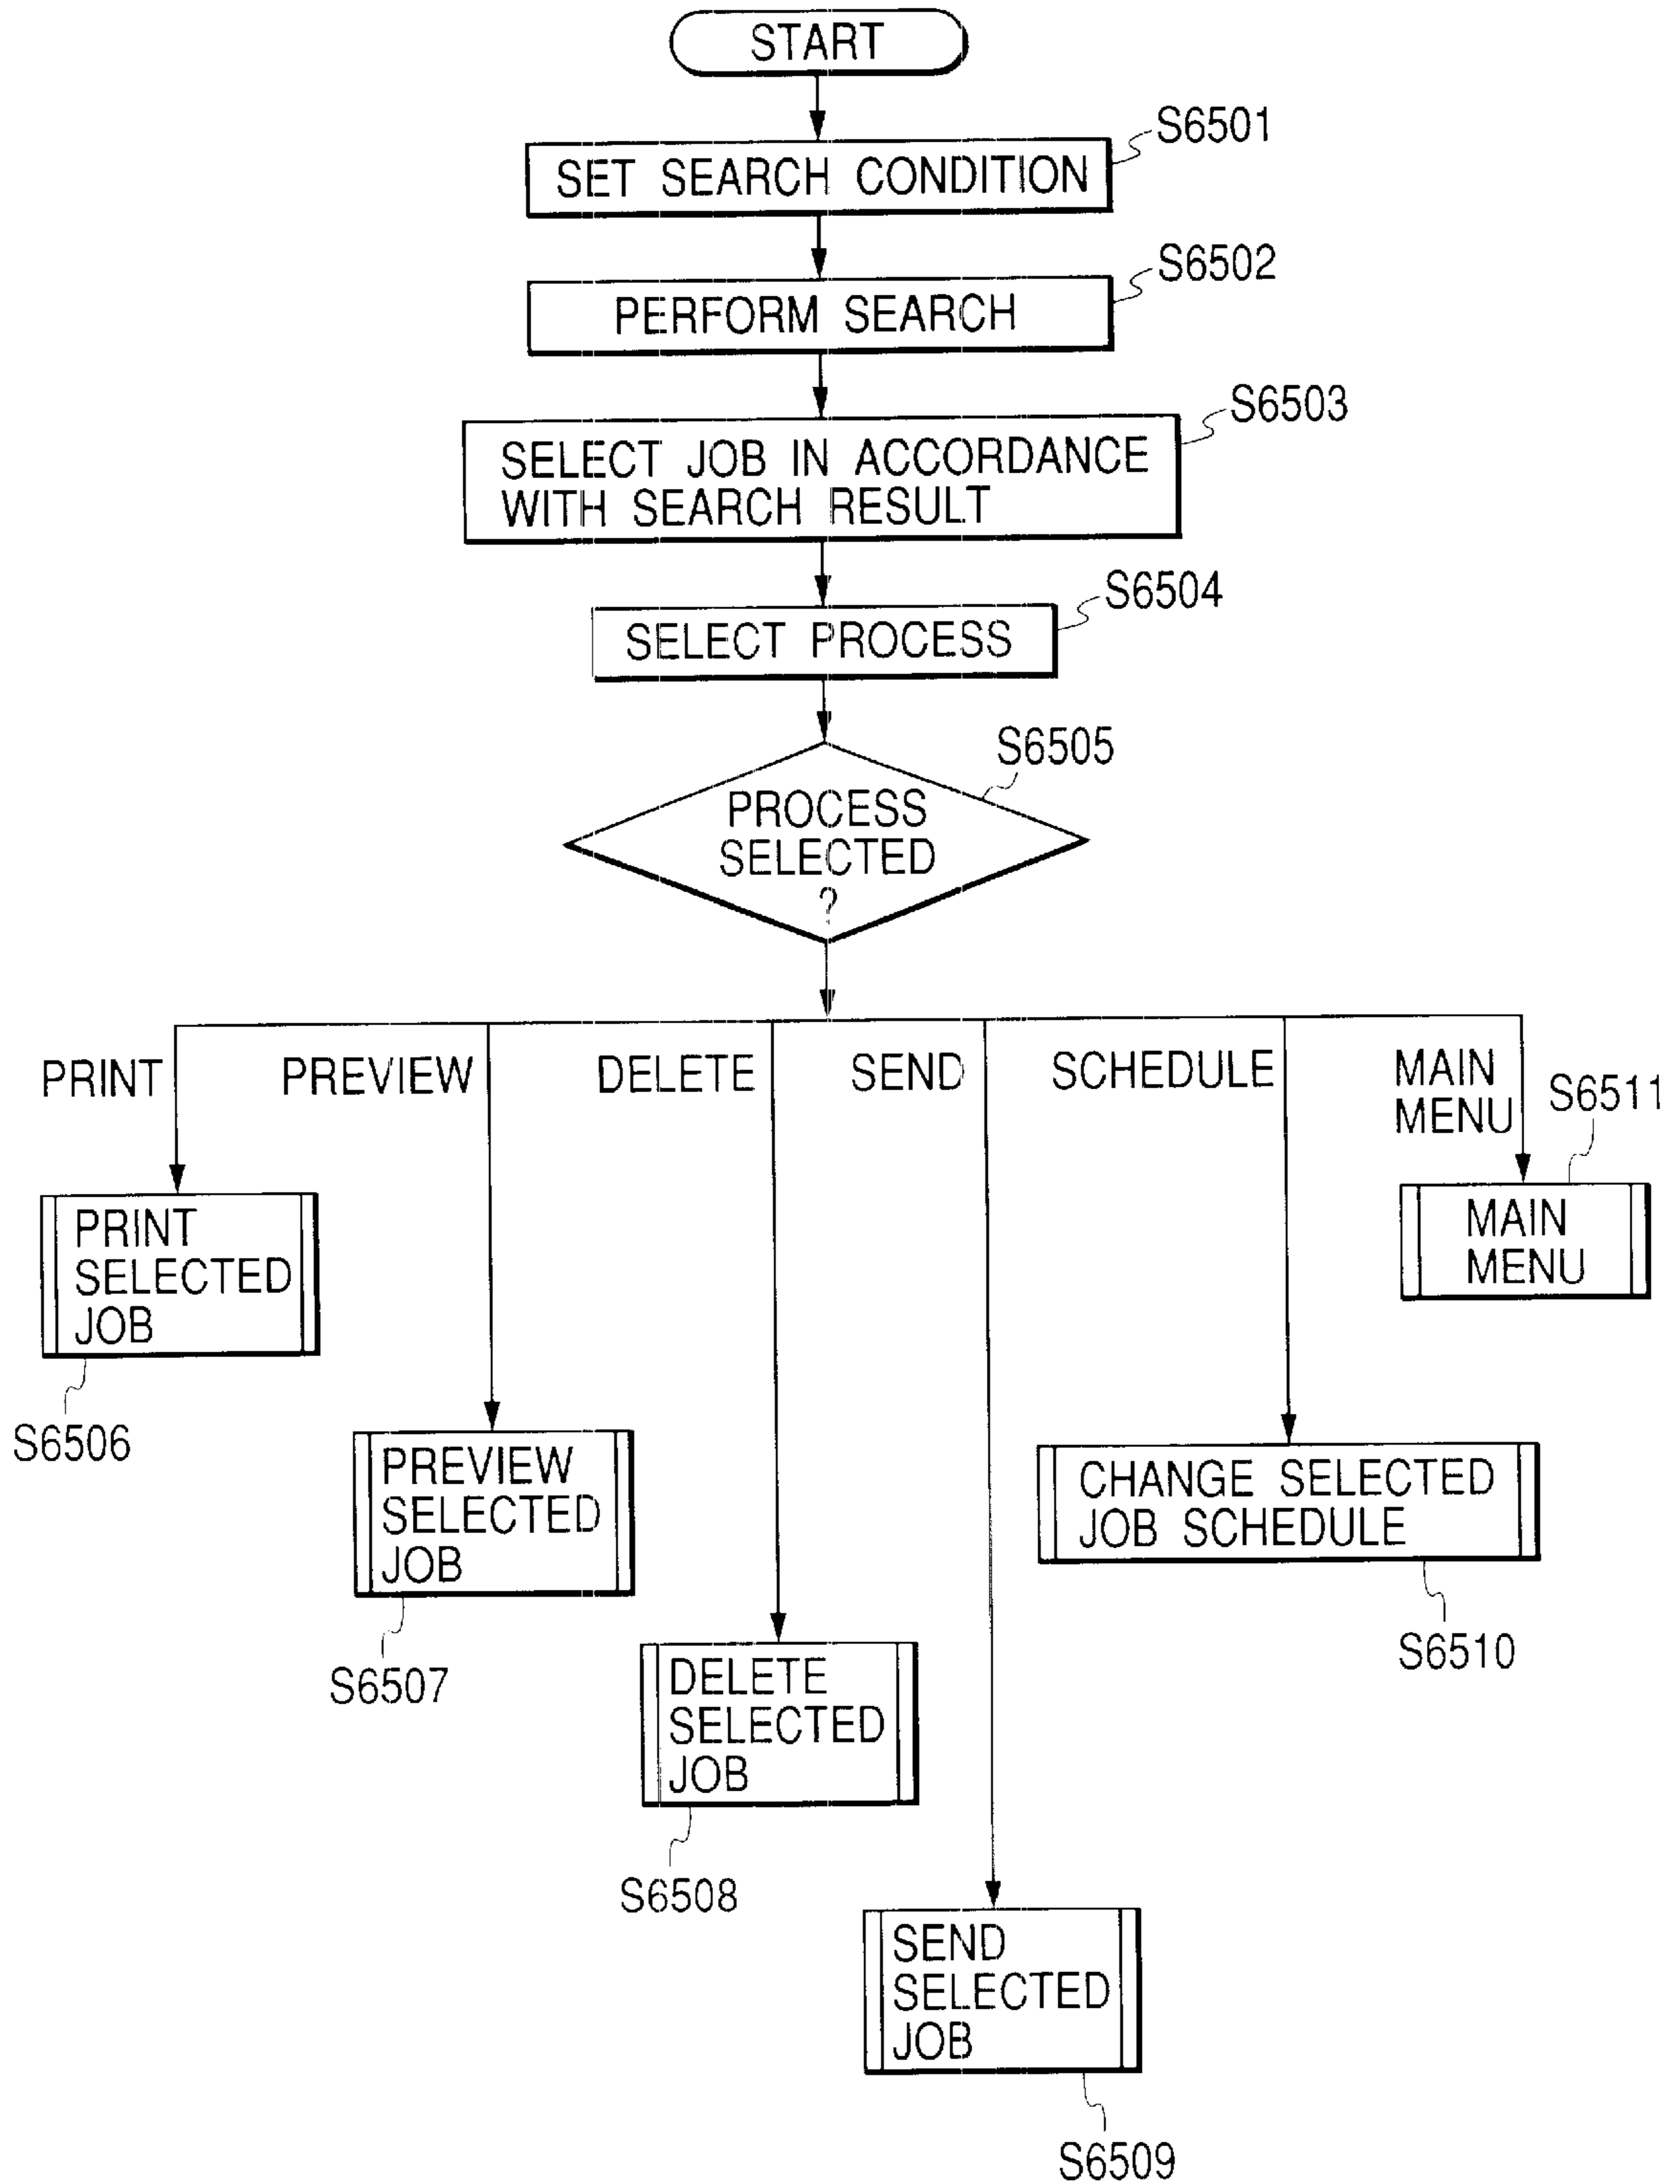 START
S6501
SET SEARCH CONDITION
S6502
PERFORM SEARCH
S6503
SELECT JOB IN ACCORDANCE
WITH SEARCH RESULT
S6504
SELECT PROCESS
S6505
PROCESS
SELECTED
?
PRINT
PREVIEW
DELETE
SEND
SCHEDULE
MAIN
MENU
S6511
PRINT
SELECTED
JOB
S6506
MAIN
MENU
PREVIEW
SELECTED
JOB
S6507
CHANGE SELECTED
JOB SCHEDULE
S6510
DELETE
SELECTED
JOB
S6508
SEND
SELECTED
JOB
S6509